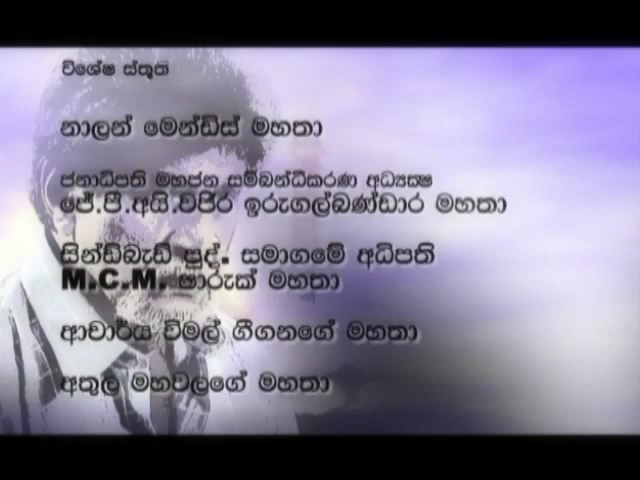 විශේෂ ස්තූති
නාලන් මෙන්ඩිස් මහතා
ජනාධිපති මහජන සම්බන්ධීකරණ අධ්‍යක්ෂ
ජේ.පී.අයි.වජිර ඉරුගල්බණ්ඩාර මහතා
සින්ඩ්බැඩ් පුද්. සමාගමේ අධිපති
M.C.M. ෂාරුක් මහතා
ආචාර්ය විමල් ගීගනගේ මහතා
අතුල මහවලගේ මහතා